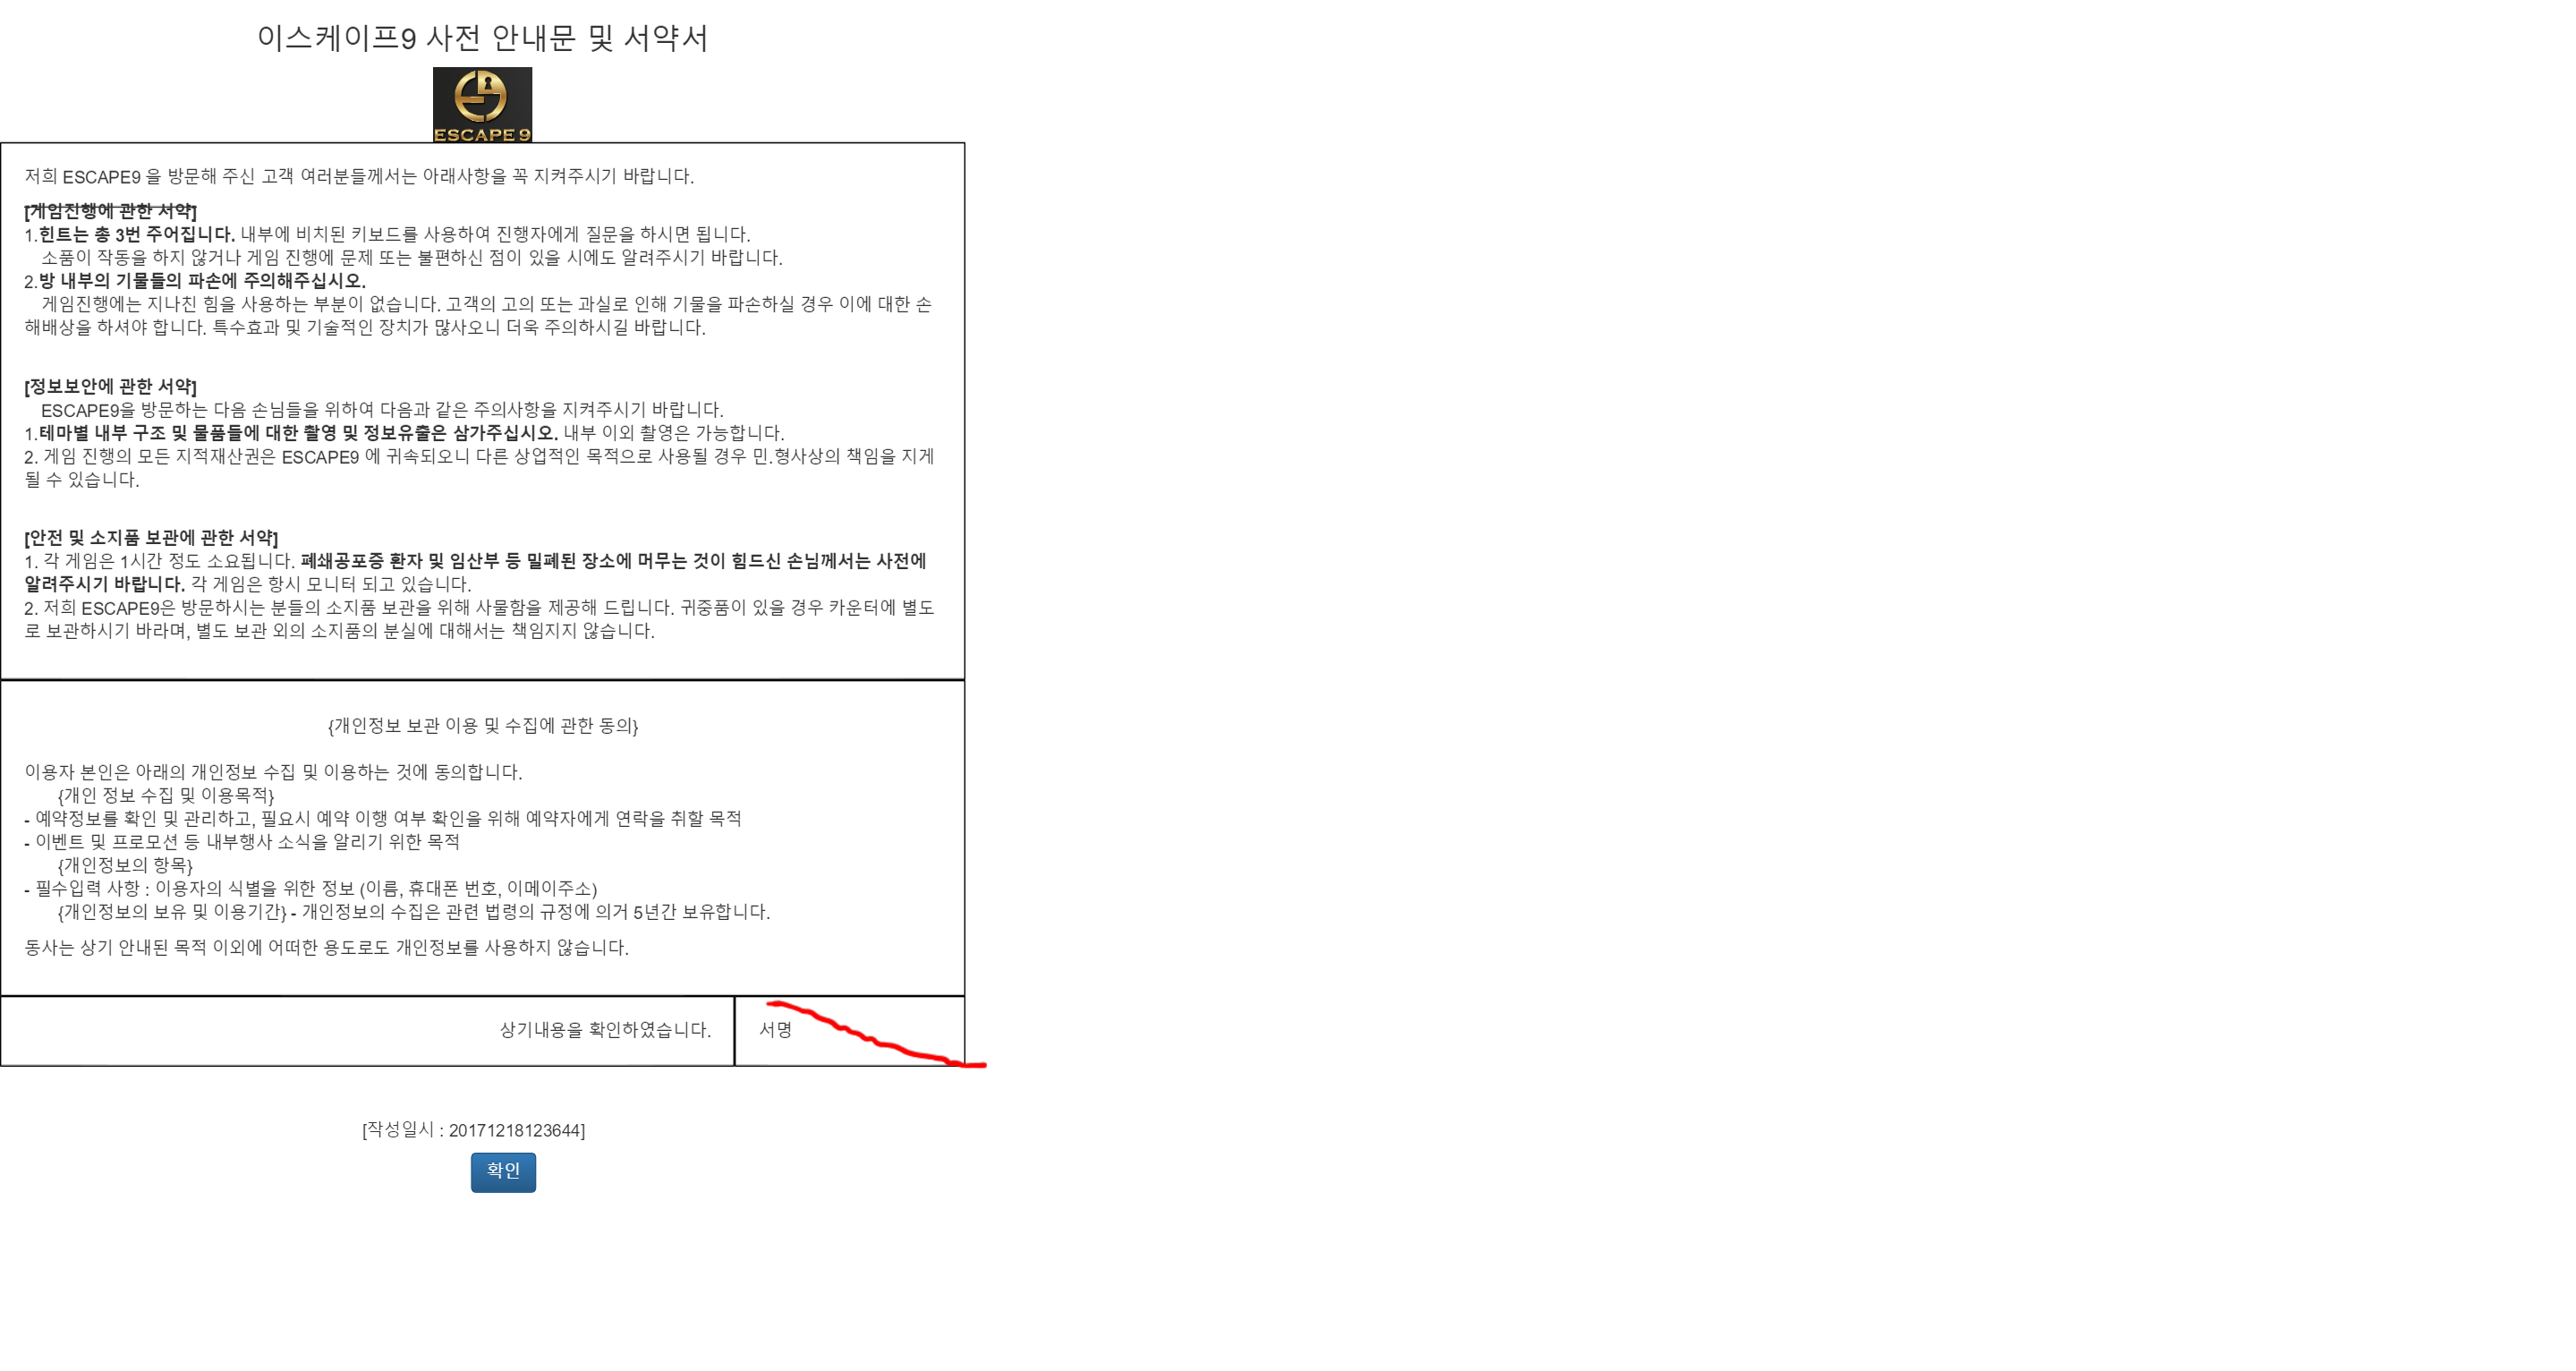 이스케이프9 사전 안내문 및 서약서
ESCAPE 9
저희 ESCAPE9 을 방문해 주신 고객 여러분들께서는 아래사항을 꼭 지켜주시기 바랍니다.
[게임진행에 관한 서약]
1.힌트는 총 3번 주어집니다. 내부에 비치된 키보드를 사용하여 진행자에게 질문을 하시면 됩니다.
소품이 작동을 하지 않거나 게임 진행에 문제 또는 불편하신 점이 있을 시에도 알려주시기 바랍니다.
2.방 내부의 기물들의 파손에 주의해주십시오.
게임진행에는 지나친 힘을 사용하는 부분이 없습니다. 고객의 고의 또는 과실로 인해 기물을 파손하실 경우 이에 대한 손
해배상을 하셔야 합니다. 특수효과 및 기술적인 장치가 많사오니 더욱 주의하시길 바랍니다.
[정보보안에 관한 서약]
ESCAPE9을 방문하는 다음 손님들을 위하여 다음과 같은 주의사항을 지켜주시기 바랍니다.
1.테마별 내부 구조 및 물품들에 대한 촬영 및 정보유출은 삼가주십시오. 내부 이외 촬영은 가능합니다.
2. 게임 진행의 모든 지적재산권은 ESCAPE9 에 귀속되오니 다른 상업적인 목적으로 사용될 경우 민.형사상의 책임을 지게
될 수 있습니다.
[안전 및 소지품 보관에 관한 서약]
1. 각 게임은 1시간 정도 소요됩니다. 폐쇄공포증 환자 및 임산부 등 밀폐된 장소에 머무는 것이 힘드신 손님께서는 사전에
알려주시기 바랍니다. 각 게임은 항시 모니터 되고 있습니다.
2. 저희 ESCAPE9은 방문하시는 분들의 소지품 보관을 위해 사물함을 제공해 드립니다. 귀중품이 있을 경우 카운터에 별도
로 보관하시기 바라며, 별도 보관 외의 소지품의 분실에 대해서는 책임지지 않습니다.
{개인정보 보관 이용 및 수집에 관한 동의}
이용자 본인은 아래의 개인정보 수집 및 이용하는 것에 동의합니다.
{개인 정보 수집 및 이용목적}
- 예약정보를 확인 및 관리하고, 필요시 예약 이행 여부 확인을 위해 예약자에게 연락을 취할 목적
- 이벤트 및 프로모션 등 내부행사 소식을 알리기 위한 목적
{개인정보의 항목}
- 필수입력 사항 : 이용자의 식별을 위한 정보 (이름, 휴대폰 번호, 이메이주소)
{개인정보의 보유 및 이용기간} - 개인정보의 수집은 관련 법령의 규정에 의거 5년간 보유합니다.
동사는 상기 안내된 목적 이외에 어떠한 용도로도 개인정보를 사용하지 않습니다.
상기내용을 확인하였습니다.
서명
[작성일시 : 20171218123644]
확인